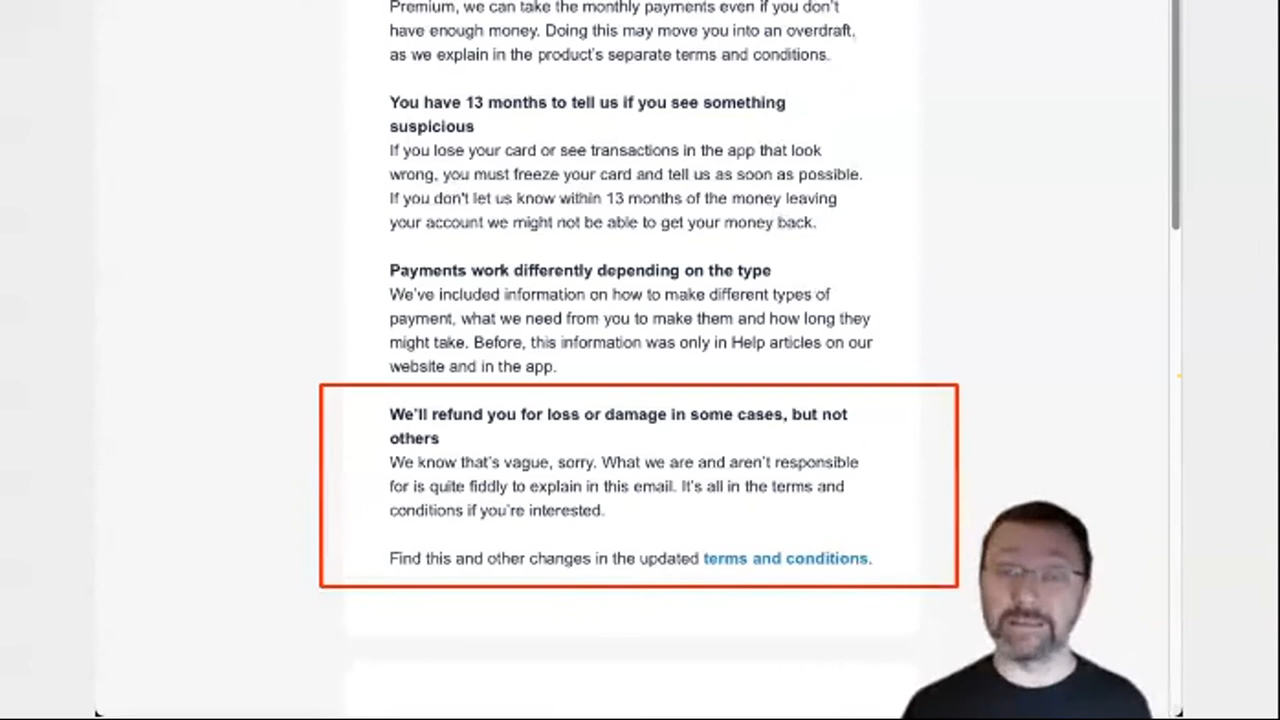 Premium, we can take the monthly payments even if you don't
have enough money. Doing this may move you into an overdraft,
as we explain in the product's separate terms and conditions.
You have 13 months to tell us if you see something
suspicious
If you lose your card or see transactions in the app that look
wrong, you must freeze your card and tell us as soon as possible.
If you don't let us know within 13 months of the money leaving
your account we might not be able to get your money back.
Payments work differently depending on the type
We've included information on how to make different types of
payment, what we need from you to make them and how long they
might take. Before, this information was only in Help articles on our
website and in the app.
We'll refund you for loss or damage in some cases, but not
others
We know that's vague, sorry. What we are and aren't responsible
for is quite fiddly to explain in this email. It's all in the terms and
conditions if you're interested.
Find this and other changes in the updated terms and conditions.